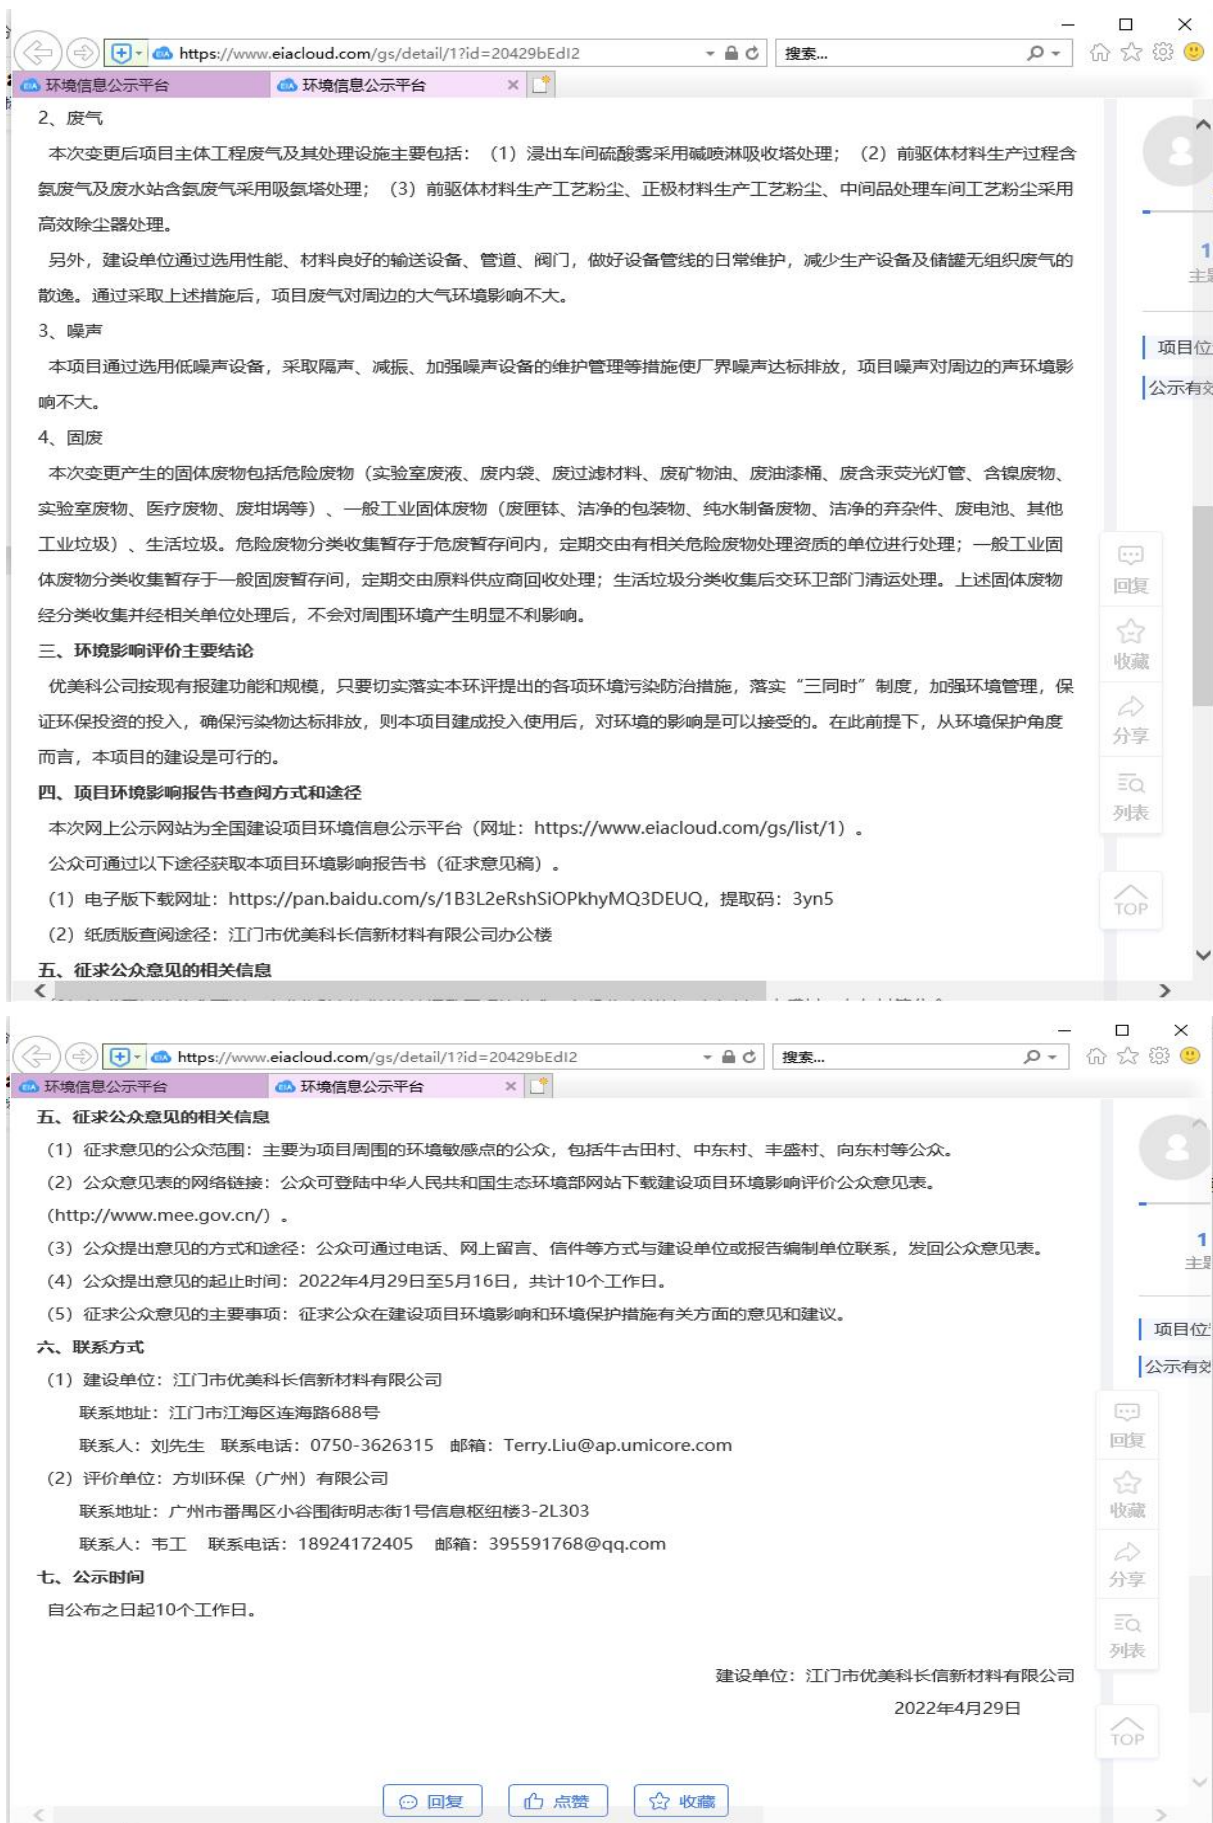 https://www.eiacloud.com/gs/detail/1?id=20429bEdI2
搜索...
环境信息公示平台
环境信息公示平台
2、废气
本次变更后项目主体工程废气及其处理设施主要包括：（1）浸出车间硫酸雾采用碱喷淋吸收塔处理；（2）前驱体材料生产过程含
氨废气及废水站含氨废气采用吸氨塔处理；（3）前驱体材料生产工艺粉尘、正极材料生产工艺粉尘、中间品处理车间工艺粉尘采用
高效除尘器处理。
另外，建设单位通过选用性能、材料良好的输送设备、管道、阀门，做好设备管线的日常维护，减少生产设备及储罐无组织废气的
散逸。通过采取上述措施后，项目废气对周边的大气环境影响不大。
3、噪声
本项目通过选用低噪声设备，采取隔声、减振、加强噪声设备的维护管理等措施使厂界噪声达标排放，项目噪声对周边的声环境影
响不大。
4、固废
本次变更产生的固体废物包括危险废物（实验室废液、废内袋、废过滤材料、废矿物油、废油漆桶、废含汞荧光灯管、含镍废物、
实验室废物、医疗废物、废坩埚等）、一般工业固体废物（废匣钵、洁净的包装物、纯水制备废物、洁净的弃杂件、废电池、其他
工业垃圾）、生活垃圾。危险废物分类收集暂存于危废暂存间内，定期交由有相关危险废物处理资质的单位进行处理；一般工业固
体废物分类收集暂存于一般固废暂存间，定期交由原料供应商回收处理；生活垃圾分类收集后交环卫部门清运处理。上述固体废物
经分类收集并经相关单位处理后，不会对周围环境产生明显不利影响。
三、环境影响评价主要结论
优美科公司按现有报建功能和规模，只要切实落实本环评提出的各项环境污染防治措施，落实“三同时”制度，加强环境管理，保
证环保投资的投入，确保污染物达标排放，则本项目建成投入使用后，对环境的影响是可以接受的。在此前提下，从环境保护角度
而言，本项目的建设是可行的。
四、项目环境影响报告书查阅方式和途径
本次网上公示网站为全国建设项目环境信息公示平台（网址：https://www.eiacloud.com/gs/list/1）。
公众可通过以下途径获取本项目环境影响报告书（征求意见稿）。
（1）电子版下载网址：https://pan.baidu.com/s/1B3L2eRshSiOPkhyMQ3DEUQ，提取码：3yn5
（2）纸质版查阅途径：江门市优美科长信新材料有限公司办公楼
五、征求公众意见的相关信息
1
主题
项目位
公示有效
回复
收藏
分享
列表
TOP
https://www.eiacloud.com/gs/detail/1?id=20429bEdI2
搜索...
环境信息公示平台
环境信息公示平台
五、征求公众意见的相关信息
（1）征求意见的公众范围：主要为项目周围的环境敏感点的公众，包括牛古田村、中东村、丰盛村、向东村等公众。
（2）公众意见表的网络链接：公众可登陆中华人民共和国生态环境部网站下载建设项目环境影响评价公众意见表。
（http://www.mee.gov.cn/）。
（3）公众提出意见的方式和途径：公众可通过电话、网上留言、信件等方式与建设单位或报告编制单位联系，发回公众意见表。
（4）公众提出意见的起止时间：2022年4月29日至5月16日，共计10个工作日。
（5）征求公众意见的主要事项：征求公众在建设项目环境影响和环境保护措施有关方面的意见和建议。
六、联系方式
（1）建设单位：江门市优美科长信新材料有限公司
联系地址：江门市江海区连海路688号
联系人：刘先生 联系电话：0750-3626315 邮箱：Terry.Liu@ap.umicore.com
（2）评价单位：方圳环保（广州）有限公司
联系地址：广州市番禺区小谷围街明志街1号信息枢纽楼3-2L303
联系人：韦工 联系电话：18924172405 邮箱：395591768@qq.com
七、公示时间
自公布之日起10个工作日。
建设单位：江门市优美科长信新材料有限公司
2022年4月29日
回复
点赞
收藏
1
主题
项目位
公示有效
回复
收藏
分享
列表
TOP